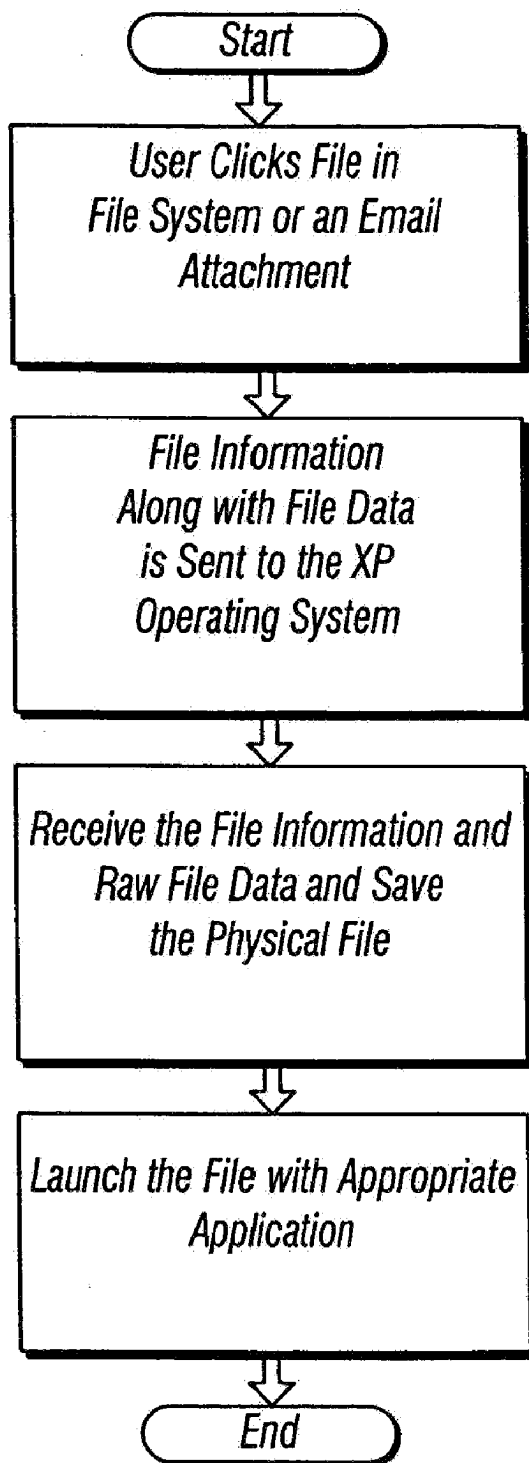 Start
User Clicks File in
File System or an Email
Attachment
File Information
Along with File Data
is Sent to the XP
Operating System
Receive the File Information and
Raw File Data and Save
the Physical File
Launch the File with Appropriate
Application
End